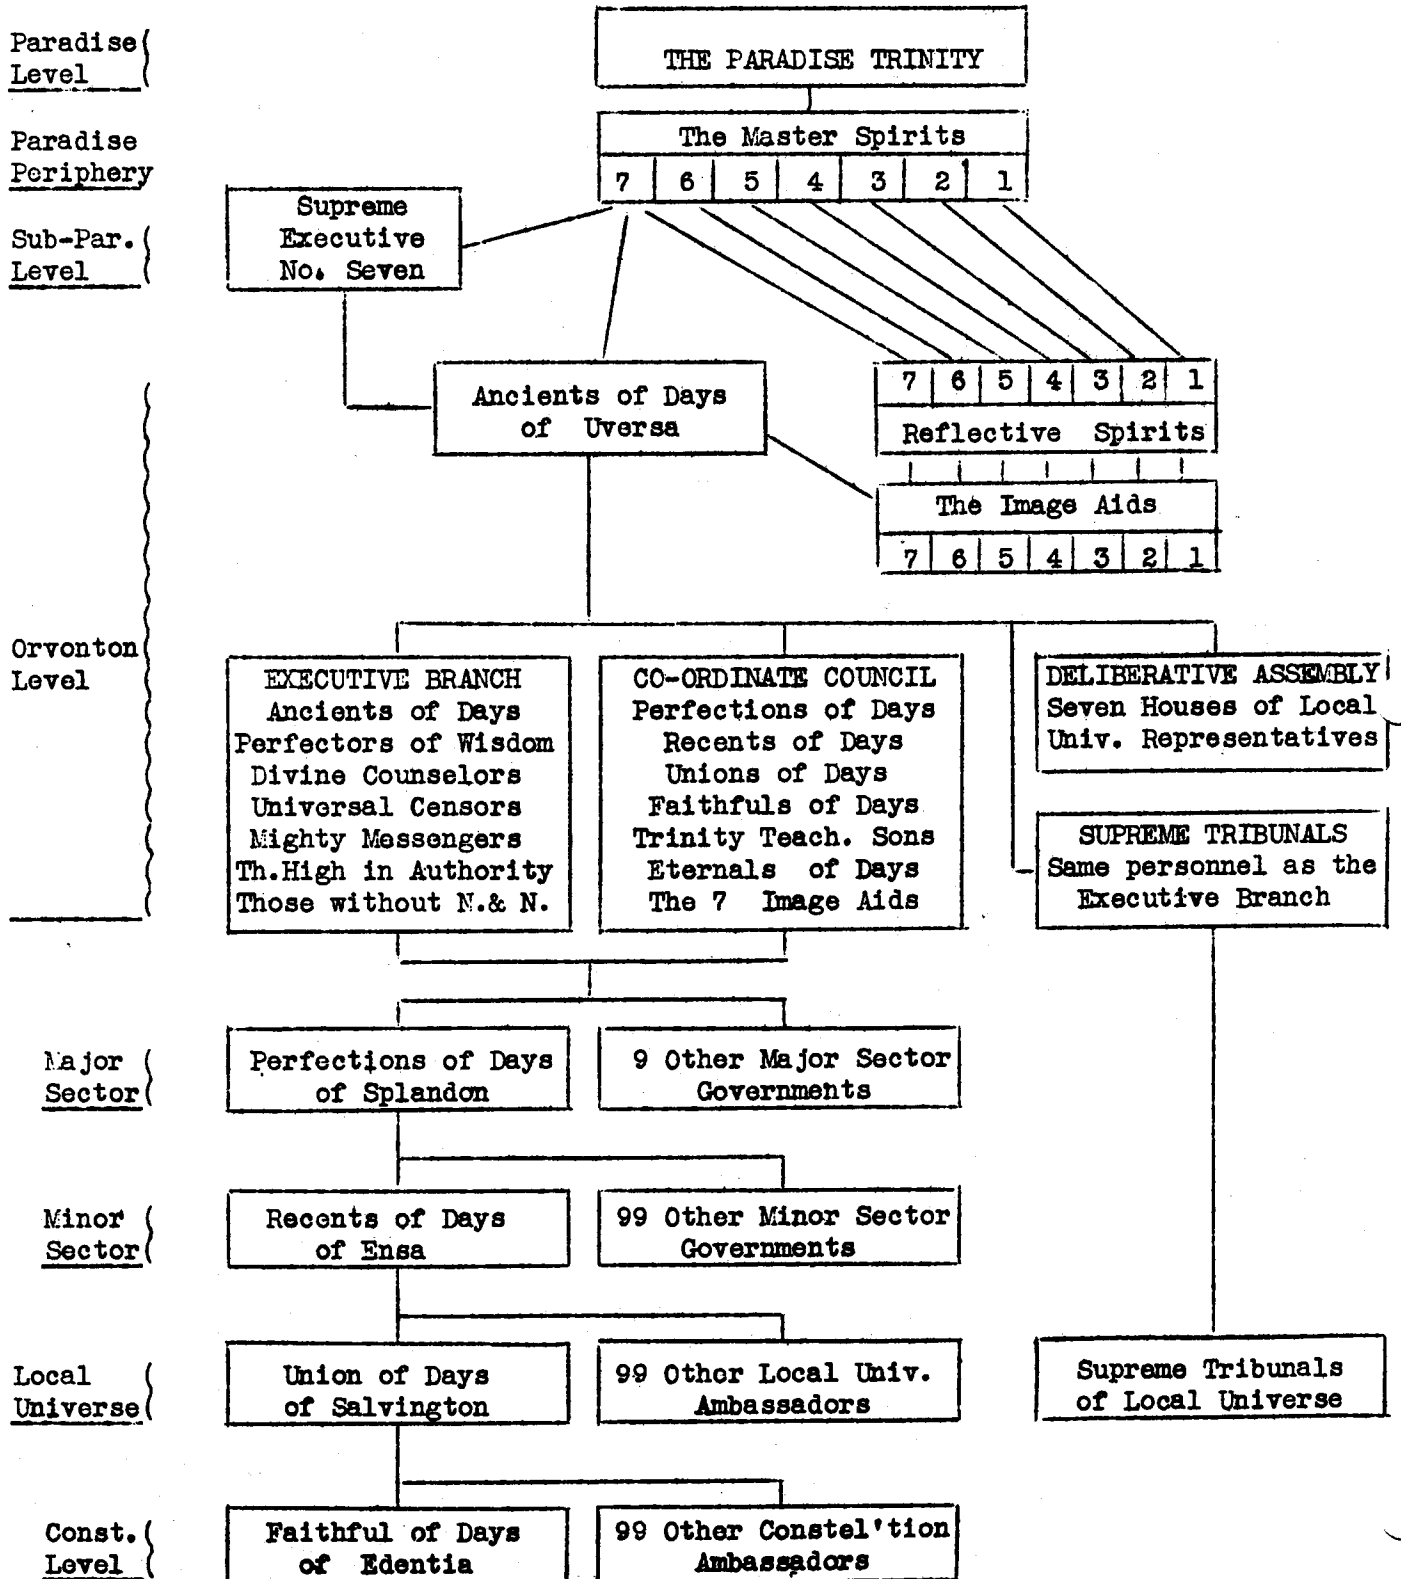 Paradise
Level
THE PARADISE TRINITY
Paradise
Periphery
The Master Spirits
7 6 5 4 3 2 1
Sub-Par.
Level
Supreme
Executive
No. Seven
Ancients of Days
of Uversa
7 6 5 4 3 2 1
Reflective Spirits
The Image Aids
7 6 5 4 3 2 1
Orvonton
Level
EXECUTIVE BRANCH
Ancients of Days
Perfectors of Wisdom
Divine Counselors
Universal Censors
Mighty Messengers
Th.High in Authority
Those without N.& N.
CO-ORDINATE COUNCIL
Perfections of Days
Recents of Days
Unions of Days
Faithfuls of Days
Trinity Teach. Sons
Eternals of Days
The 7 Image Aids
DELIBERATIVE ASSEMBLY
Seven Houses of Local
Univ. Representatives
SUPREME TRIBUNALS
Same personnel as the
Executive Branch
Major
Sector
Perfections of Days
of Splandon
9 Other Major Sector
Governments
Minor
Sector
Recents of Days
of Ensa
99 Other Minor Sector
Governments
Local
Universe
Union of Days
of Salvington
99 Other Local Univ.
Ambassadors
Supreme Tribunals
of Local Universe
Const.
Level
Faithful of Days
of Edentia
99 Other Constel'tion
Ambassadors